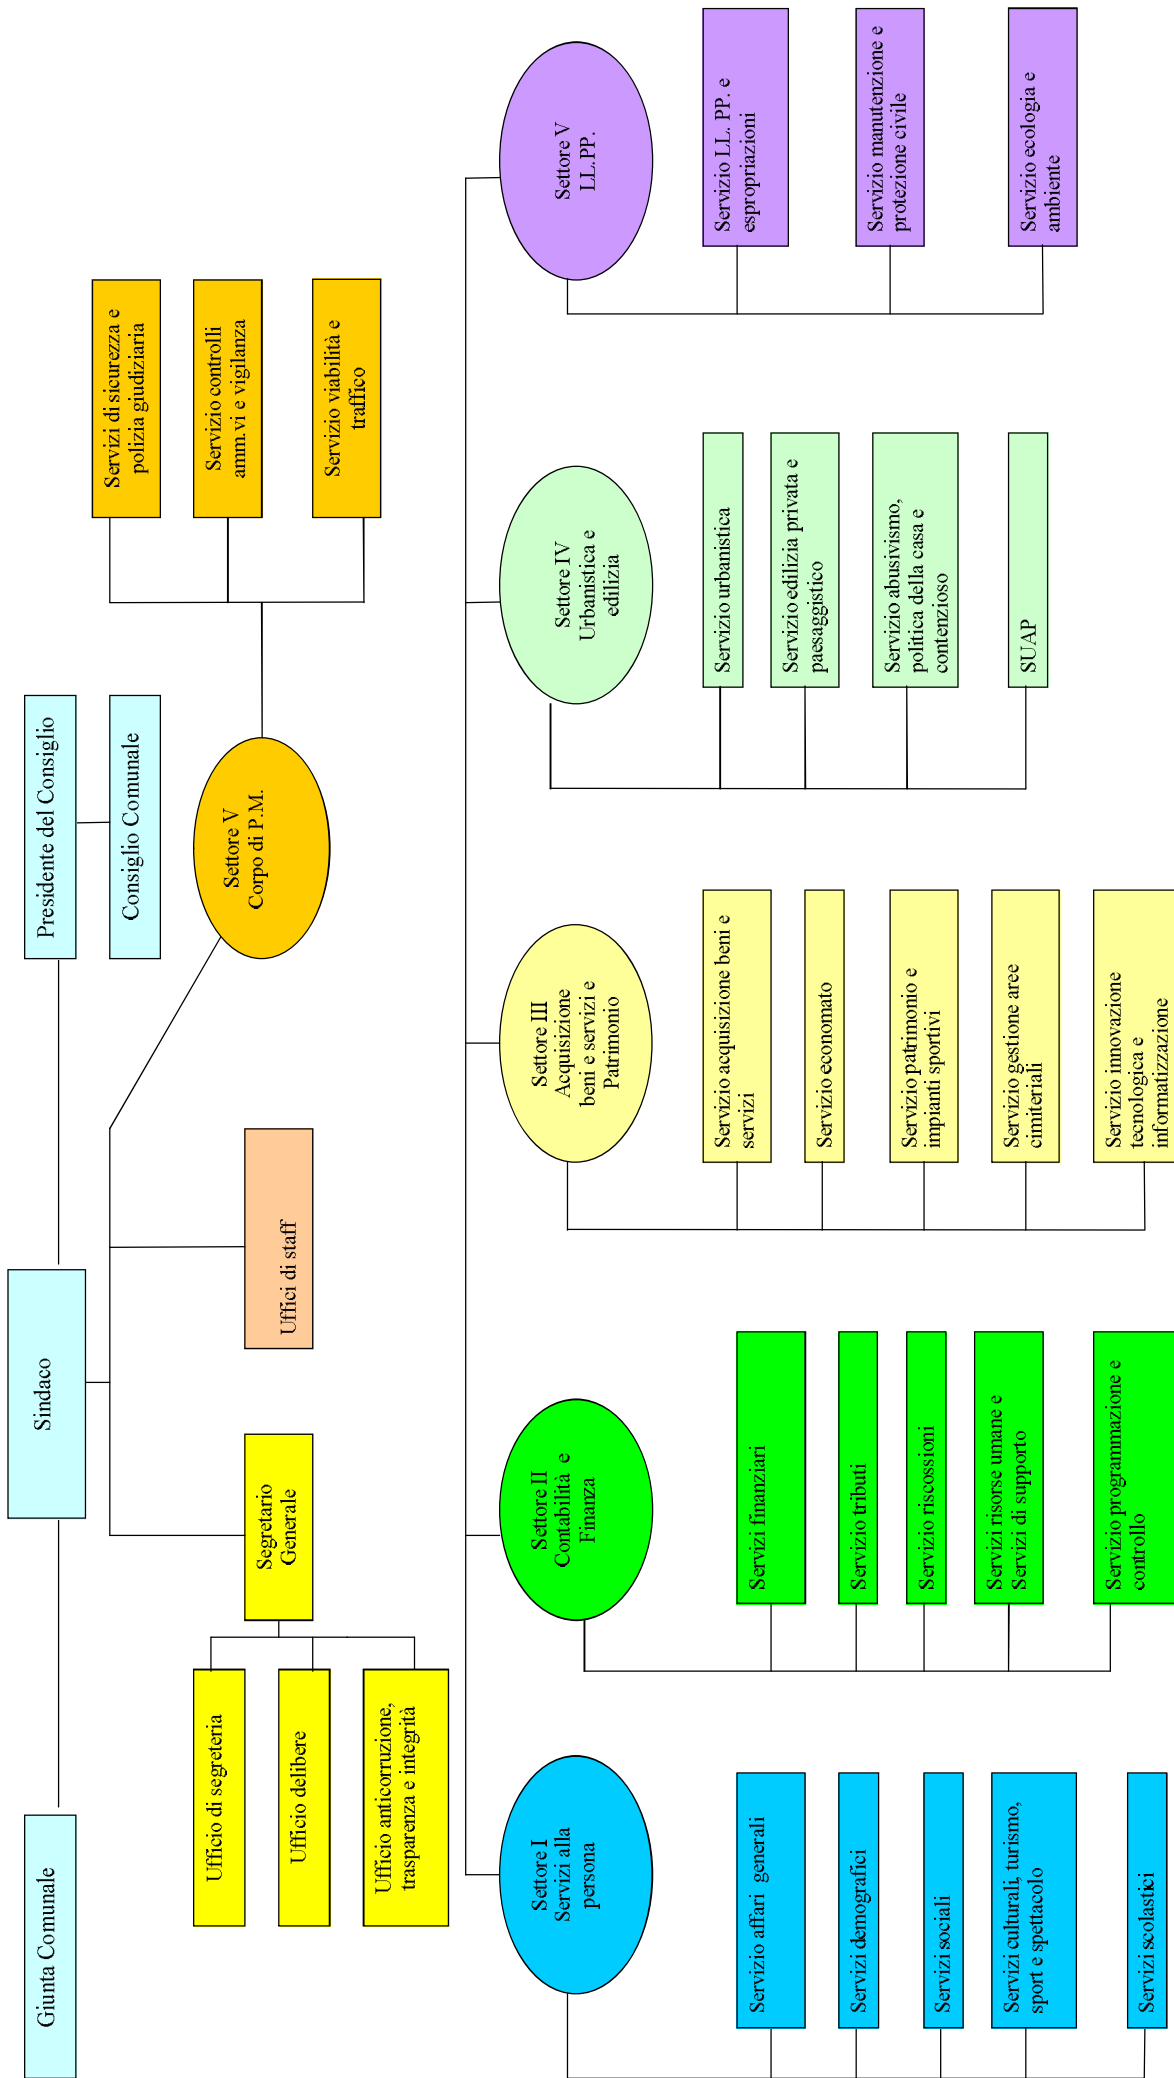 Giunta Comunale
Sindaco
Presidente del Consiglio
Consiglio Comunale
Servizi di sicurezza e
polizia giudiziaria
Servizio controlli
amm.vi e vigilanza
Servizio viabilità e
traffico
Settore V
Corpo di P.M.
Uffici di staff
Segretario
Generale
Ufficio di segreteria
Ufficio delibere
Ufficio anticorruzione,
trasparenza e integrità
Settore I
Servizi alla
persona
Servizio affari generali
Servizi demografici
Servizi sociali
Servizi culturali, turismo,
sport e spettacolo
Servizi scolastici
Settore II
Contabilità e
Finanza
Servizi finanziari
Servizio tributi
Servizio riscossioni
Servizi risorse umane e
Servizi di supporto
Servizio programmazione e
controllo
Settore III
Acquisizione
beni e servizi e
Patrimonio
Servizio acquisizione beni e
servizi
Servizio economato
Servizio patrimonio e
impianti sportivi
Servizio gestione aree
cimiteriali
Servizio innovazione
tecnologica e
informatizzazione
Settore IV
Urbanistica e
edilizia
Servizio urbanistica
Servizio edilizia privata e
paesaggistico
Servizio abusivismo,
politica della casa e
contenzioso
SUAP
Settore V
LL.PP.
Servizio LL. PP. e
espropriazioni
Servizio manutenzione e
protezione civile
Servizio ecologia e
ambiente